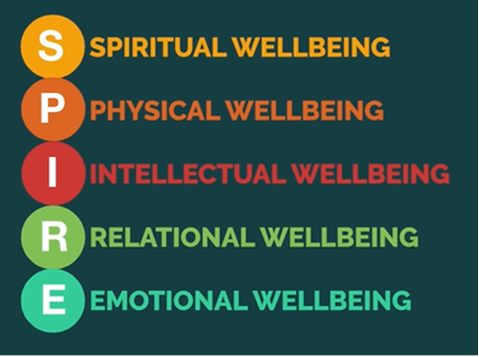 S SPIRITUAL WELLBEING
P PHYSICAL WELLBEING
I INTELLECTUAL WELLBEING
R RELATIONAL WELLBEING
E EMOTIONAL WELLBEING